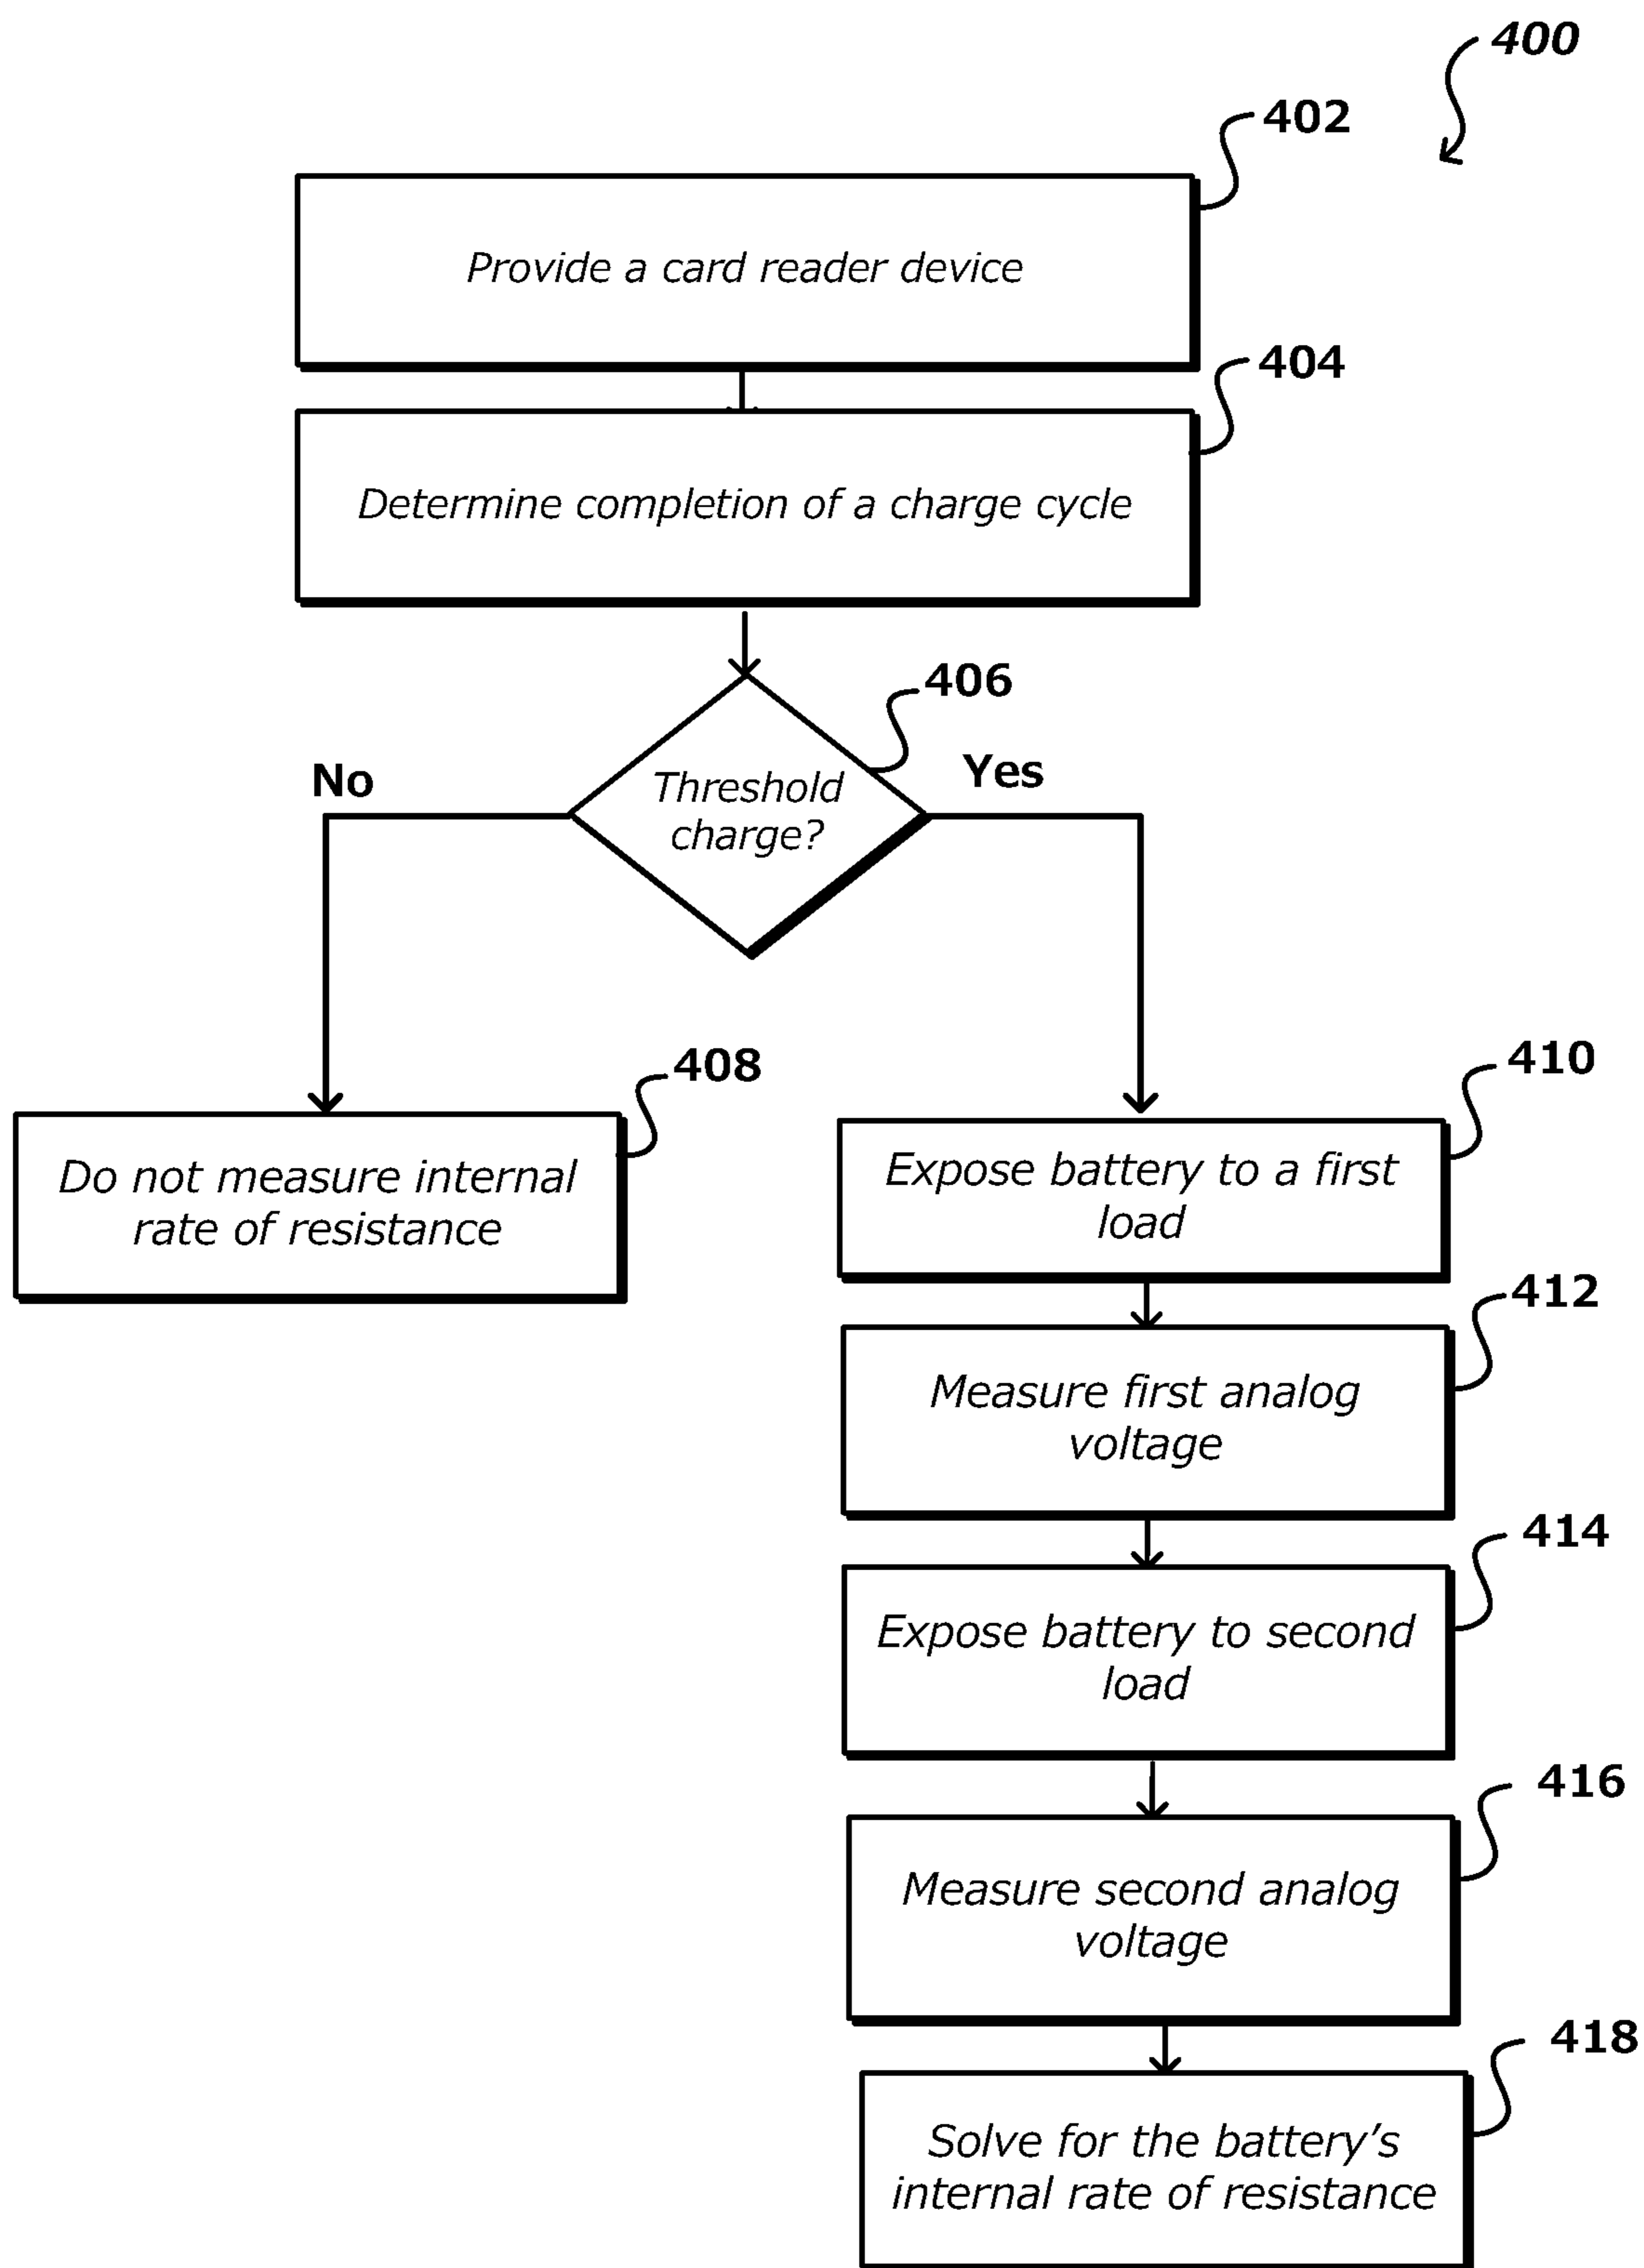 400
402
Provide a card reader device
404
Determine completion of a charge cycle
406
No
Yes
Threshold
charge?
408
Do not measure internal
rate of resistance
410
Expose battery to a first
load
412
Measure first analog
voltage
414
Expose battery to second
load
416
Measure second analog
voltage
418
Solve for the battery’s
internal rate of resistance